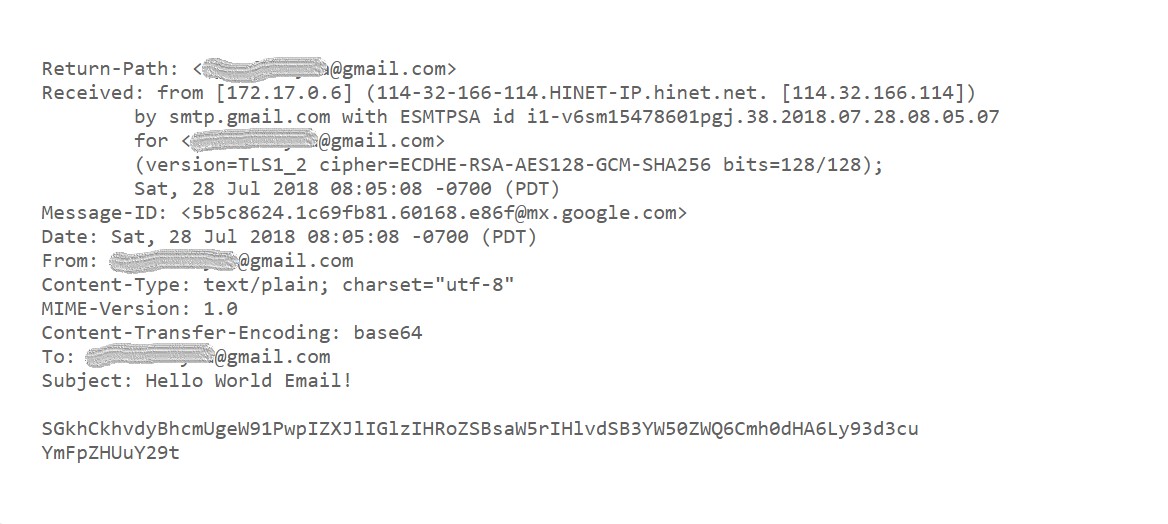 Return-Path: <@gmail.com>
Received: from [172.17.0.6] (114-32-166-114.HINET-IP.hinet.net. [114.32.166.114])
by smtp.gmail.com with ESMTPSA id i1-v6sm15478601pgj.38.2018.07.28.08.05.07
for <@gmail.com>
(version=TLS1_2 cipher=ECDHE-RSA-AES128-GCM-SHA256 bits=128/128);
Sat, 28 Jul 2018 08:05:08 -0700 (PDT)
Message-ID: <5b5c8624.1c69fb81.60168.e86f@mx.google.com>
Date: Sat, 28 Jul 2018 08:05:08 -0700 (PDT)
From: @gmail.com
Content-Type: text/plain; charset="utf-8"
MIME-Version: 1.0
Content-Transfer-Encoding: base64
To: @gmail.com
Subject: Hello World Email!
SGkhCkhvdyBhcmUgeW91PwpIZXJlIGlzIHRoZSBsaW5rIHlvdSB3YW50ZWQ6Cmh0dHA6Ly93d3cu
YmFpZHUuY29t